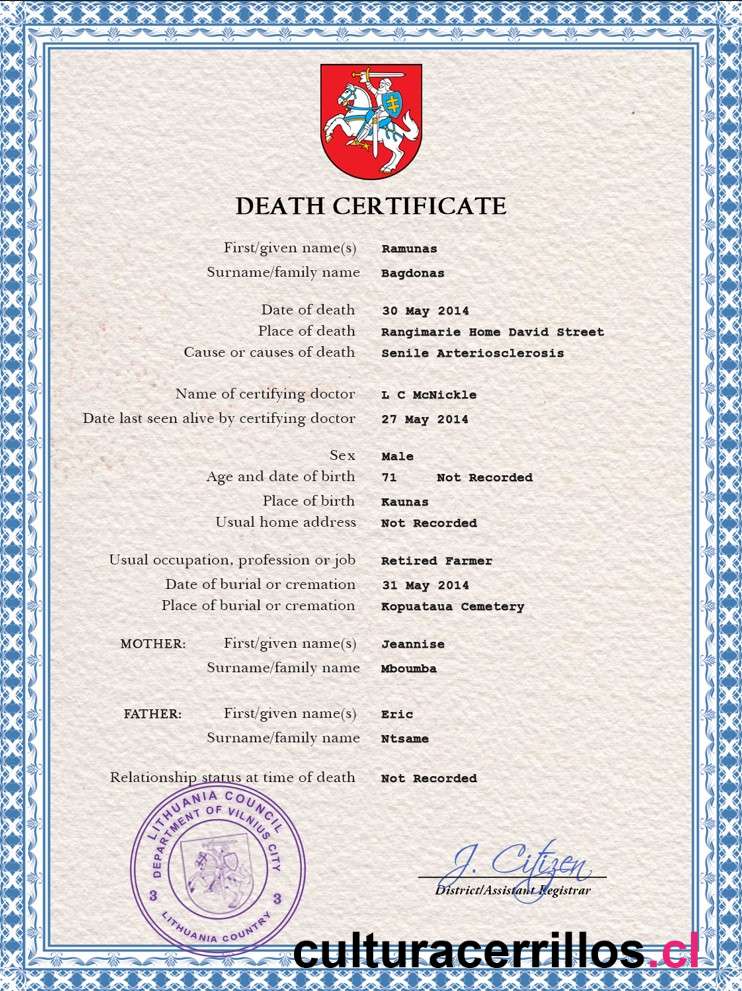 DEATH CERTIFICATE
First/given name(s) Ramunas
Surname/family name Bagdonas
Date of death 30 May 2014
Place of death Rangimarie Home David Street
Cause or causes of death Senile Arteriosclerosis
Name of certifying doctor L C McNickle
Date last seen alive by certifying doctor 27 May 2014
Sex Male
Age and date of birth 71 Not Recorded
Place of birth Kaunas
Usual home address Not Recorded
Usual occupation, profession or job Retired Farmer
Date of burial or cremation 31 May 2014
Place of burial or cremation Kopuataua Cemetery
MOTHER: First/given name(s) Jeannise
Surname/family name Mboumba
FATHER: First/given name(s) Eric
Surname/family name Ntsame
Relationship status at time of death Not Recorded
LITHUANIA COUNCIL
DEPARTMENT OF VILNIUS CITY
3 3
LITHUANIA COUNTRY
J. Citizen
District/Assistant Registrar
culturacerrillos.cl